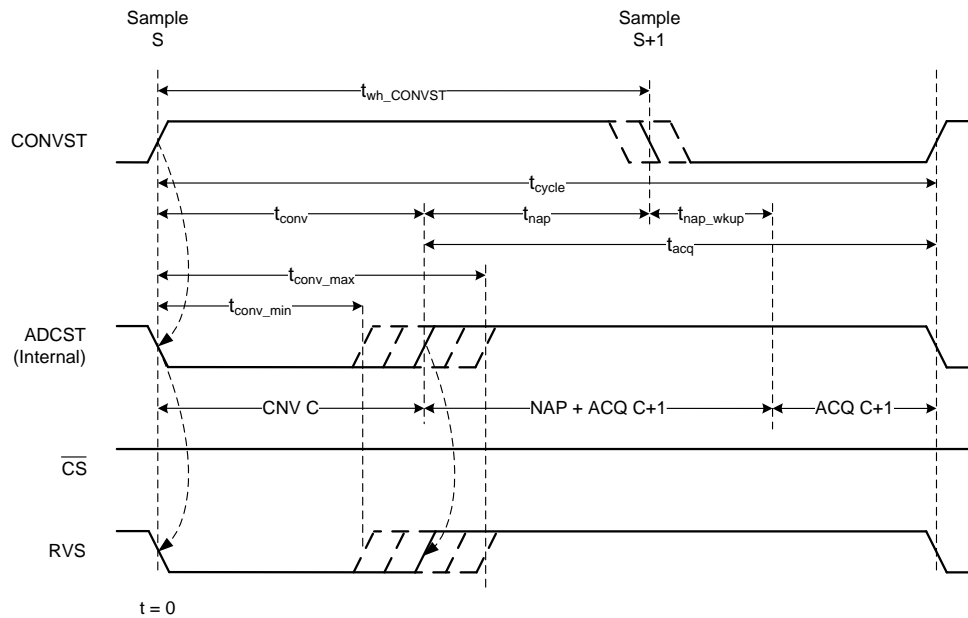 Sample
S
Sample
S+1
twh_CONVST
CONVST
tcycle
tconv
tnap
tnap_wkup
tacq
tconv_max
tconv_min
ADCST
(Internal)
CNV C
NAP + ACQ C+1
ACQ C+1
CS
RVS
t = 0